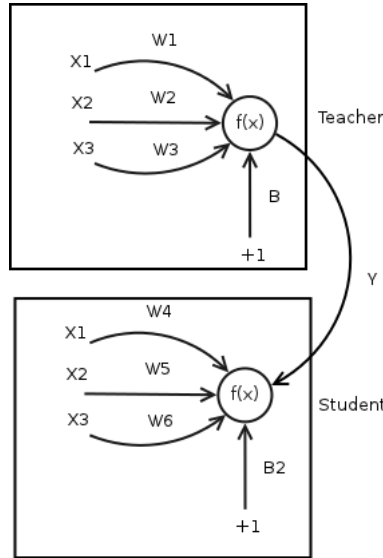 W1
X1
X2
W2
f(x)
Teacher
X3
W3
B
+1
Y
W4
X1
X2
W5
f(x)
Student
X3
W6
B2
+1